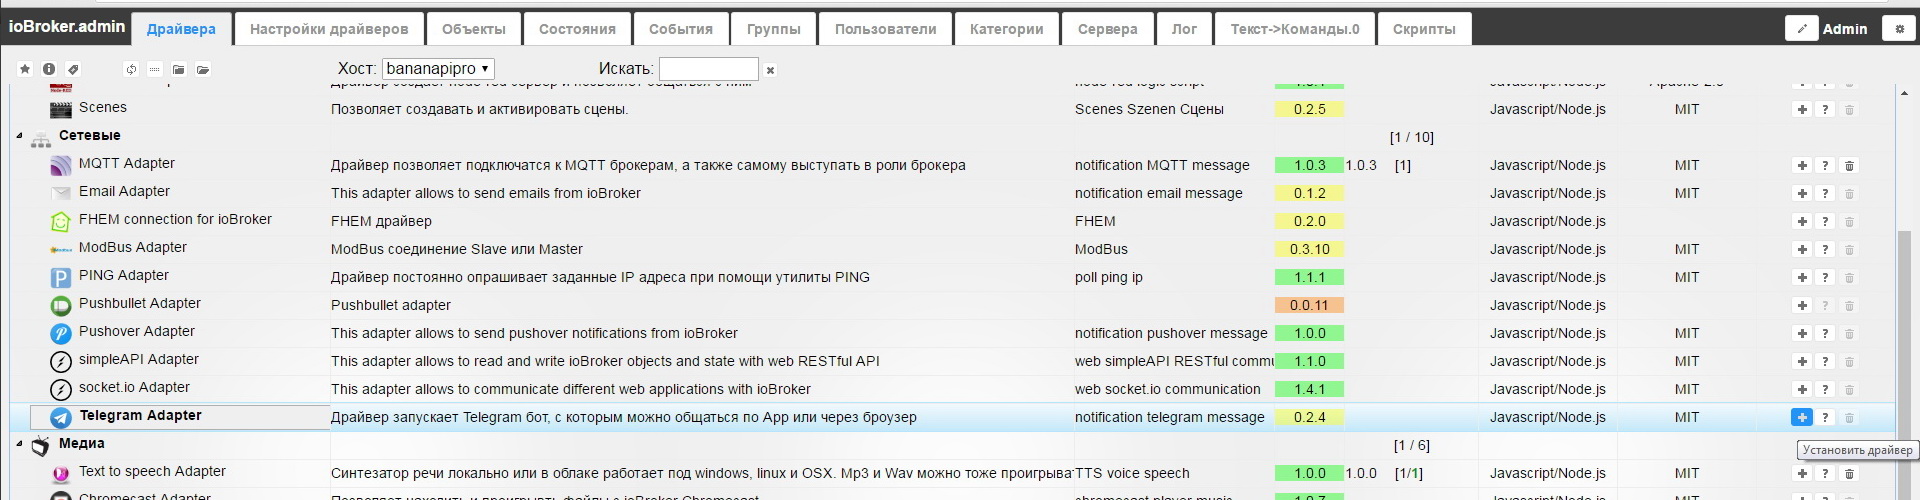 ioBroker.admin Драйвера Настройки драйверов Объекты Состояния События Группы Пользователи Категории Сервера Лог Текст->Команды.0 Скрипты Admin
Хост: bananapipro Искать:
Scenes Позволяет создавать и активировать сцены. Scenes Szenen Сцены 0.2.5 Javascript/Node.js MIT
Сетевые [1 / 10]
MQTT Adapter Драйвер позволяет подключатся к MQTT брокерам, а также самому выступать в роли брокера notification MQTT message 1.0.3 1.0.3 [1] Javascript/Node.js MIT
Email Adapter This adapter allows to send emails from ioBroker notification email message 0.1.2 Javascript/Node.js MIT
FHEM connection for ioBroker FHEM драйвер FHEM 0.2.0 Javascript/Node.js
ModBus Adapter ModBus соединение Slave или Master ModBus 0.3.10 Javascript/Node.js MIT
PING Adapter Драйвер постоянно опрашивает заданные IP адреса при помощи утилиты PING poll ping ip 1.1.1 Javascript/Node.js MIT
Pushbullet Adapter Pushbullet adapter 0.0.11 Javascript/Node.js
Pushover Adapter This adapter allows to send pushover notifications from ioBroker notification pushover message 1.0.0 Javascript/Node.js MIT
simpleAPI Adapter This adapter allows to read and write ioBroker objects and state with web RESTful API web simpleAPI RESTful commu 1.1.0 Javascript/Node.js MIT
socket.io Adapter This adapter allows to communicate different web applications with ioBroker web socket.io communication 1.4.1 Javascript/Node.js MIT
Telegram Adapter Драйвер запускает Telegram бот, с которым можно общаться по App или через броузер notification telegram message 0.2.4 Javascript/Node.js MIT
Медиа [1 / 6] Установить драйвер
Text to speech Adapter Синтезатор речи локально или в облаке работает под windows, linux и OSX. Mp3 и Wav можно тоже проигрыва TTS voice speech 1.0.0 1.0.0 [1/1] Javascript/Node.js MIT
Chromecast Adapter